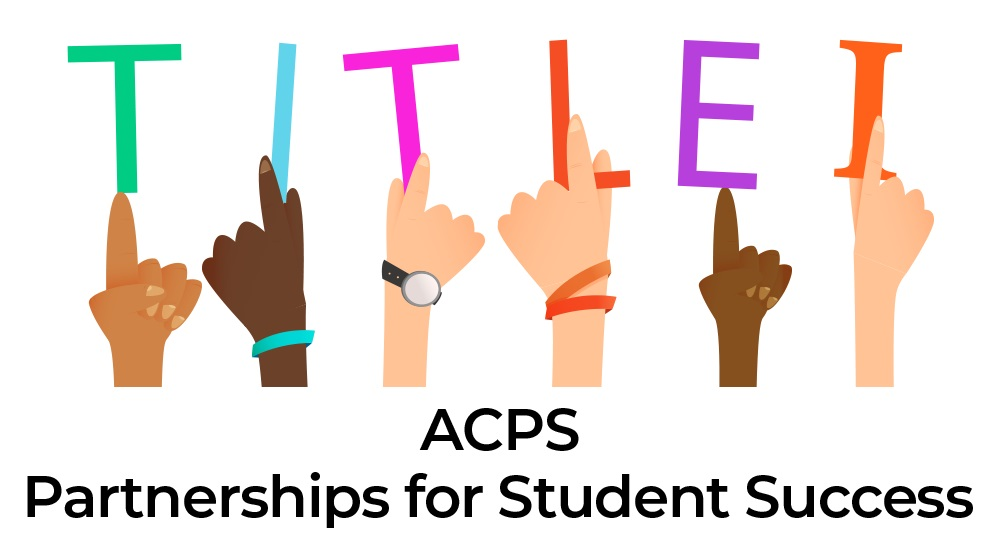 TITLE I
ACPS
Partnerships for Student Success